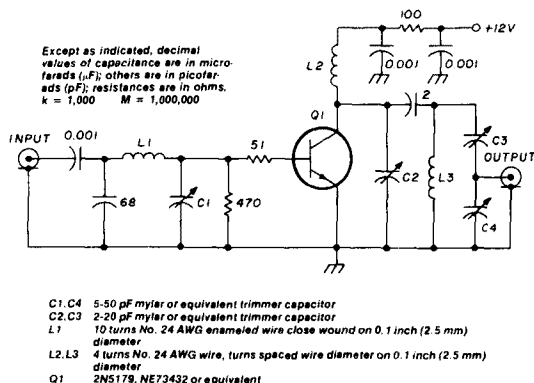 Except as indicated, decimal
values of capacitance are in micro-
farads (μF); others are in picofar-
ads (pF); resistances are in ohms.
k = 1,000 M = 1,000,000
100
+12V
L2
0.001
0.001
2
Q1
C3
INPUT
0.001
L1
51
OUTPUT
C2
L3
68
C1
470
C4
C1,C4 5-50 pF mylar or equivalent trimmer capacitor
C2,C3 2-20 pF mylar or equivalent trimmer capacitor
L1 10 turns No. 24 AWG enameled wire close wound on 0.1 inch (2.5 mm)
diameter
L2,L3 4 turns No. 24 AWG wire, turns spaced wire diameter on 0.1 inch (2.5 mm)
diameter
Q1 2N5179, NE73432 or equivalent